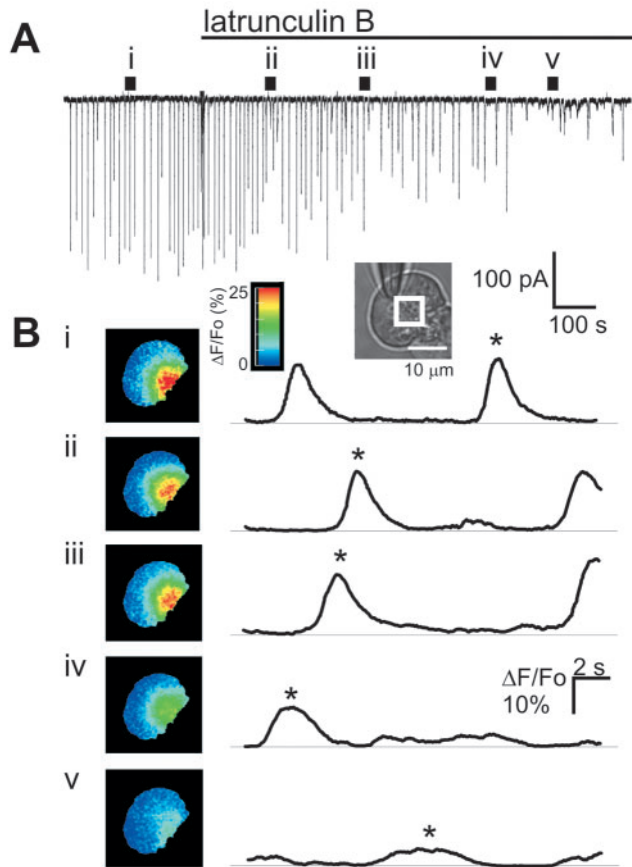 A
latrunculin B
i ii iii iv v
100 pA
100 s
B
i
25
ΔF/Fo (%)
0
10 μm
*
ii
*
iii
*
iv
*
ΔF/Fo 2 s
10%
v
*